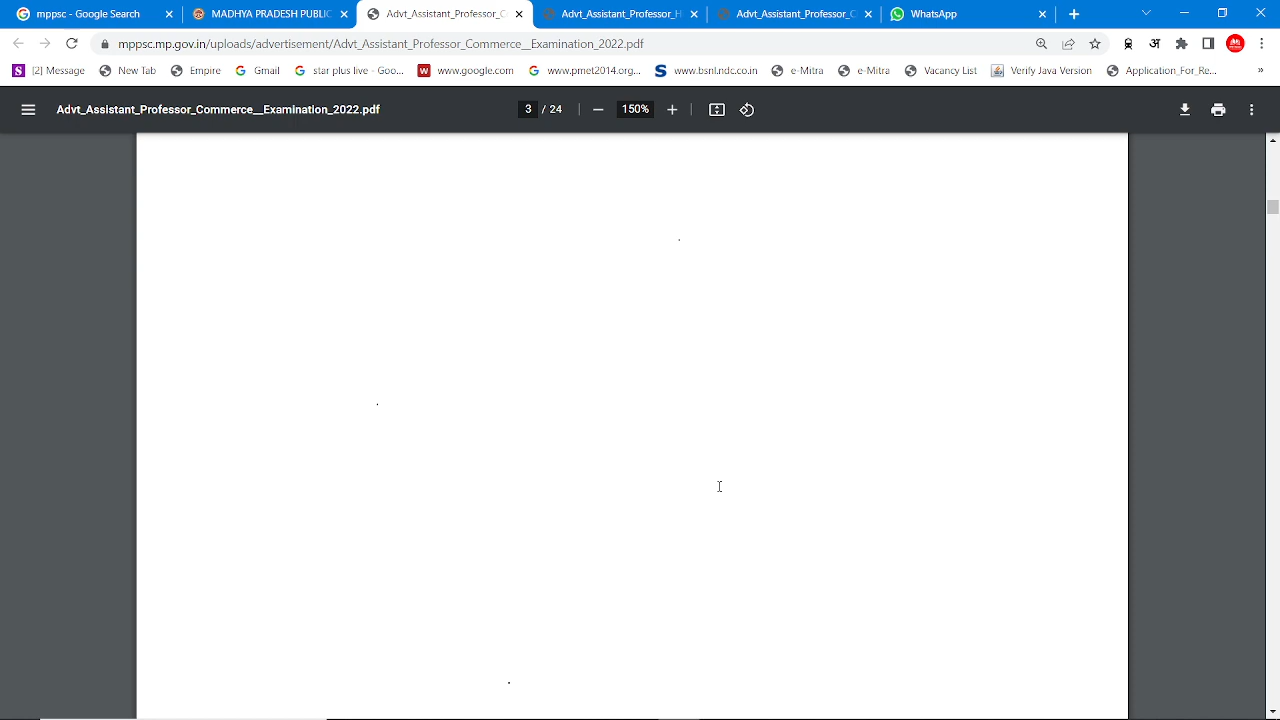 mppsc - Google Search
MADHYA PRADESH PUBLIC
Advt_Assistant_Professor_C
Advt_Assistant_Professor_H
Advt_Assistant_Professor_C
WhatsApp
mppsc.mp.gov.in/uploads/advertisement/Advt_Assistant_Professor_Commerce__Examination_2022.pdf
अ
S [2] Message
New Tab
Empire
Gmail
star plus live - Goo...
W www.google.com
www.pmet2014.org...
S www.bsnlindc.co.in
e-Mitra
e-Mitra
Vacancy List
Verify Java Version
Application_For_Re...
»
Advt_Assistant_Professor_Commerce__Examination_2022.pdf
3 / 24
150%